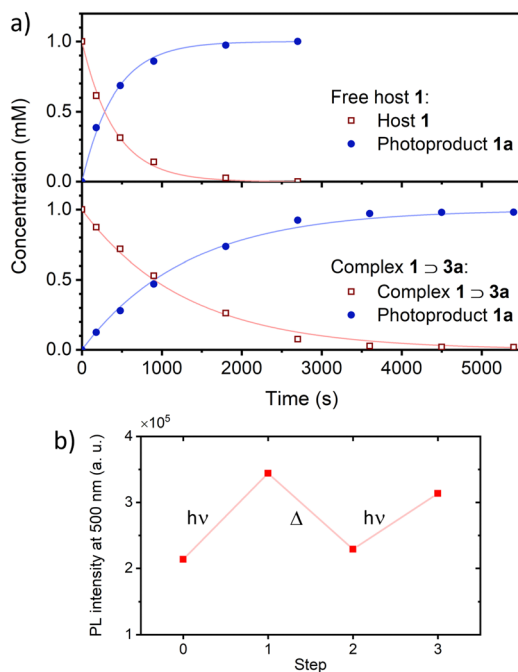 a)
1.0
0.5
0.0
Concentration (mM)
Free host 1:
Host 1
Photoproduct 1a
1.0
0.5
0.0
Complex 1 ⊃ 3a:
Complex 1 ⊃ 3a
Photoproduct 1a
0 1000 2000 3000 4000 5000
Time (s)
b)
×10⁵
4
3
2
1
PL intensity at 500 nm (a. u.)
hν
Δ
hν
0 1 2 3
Step